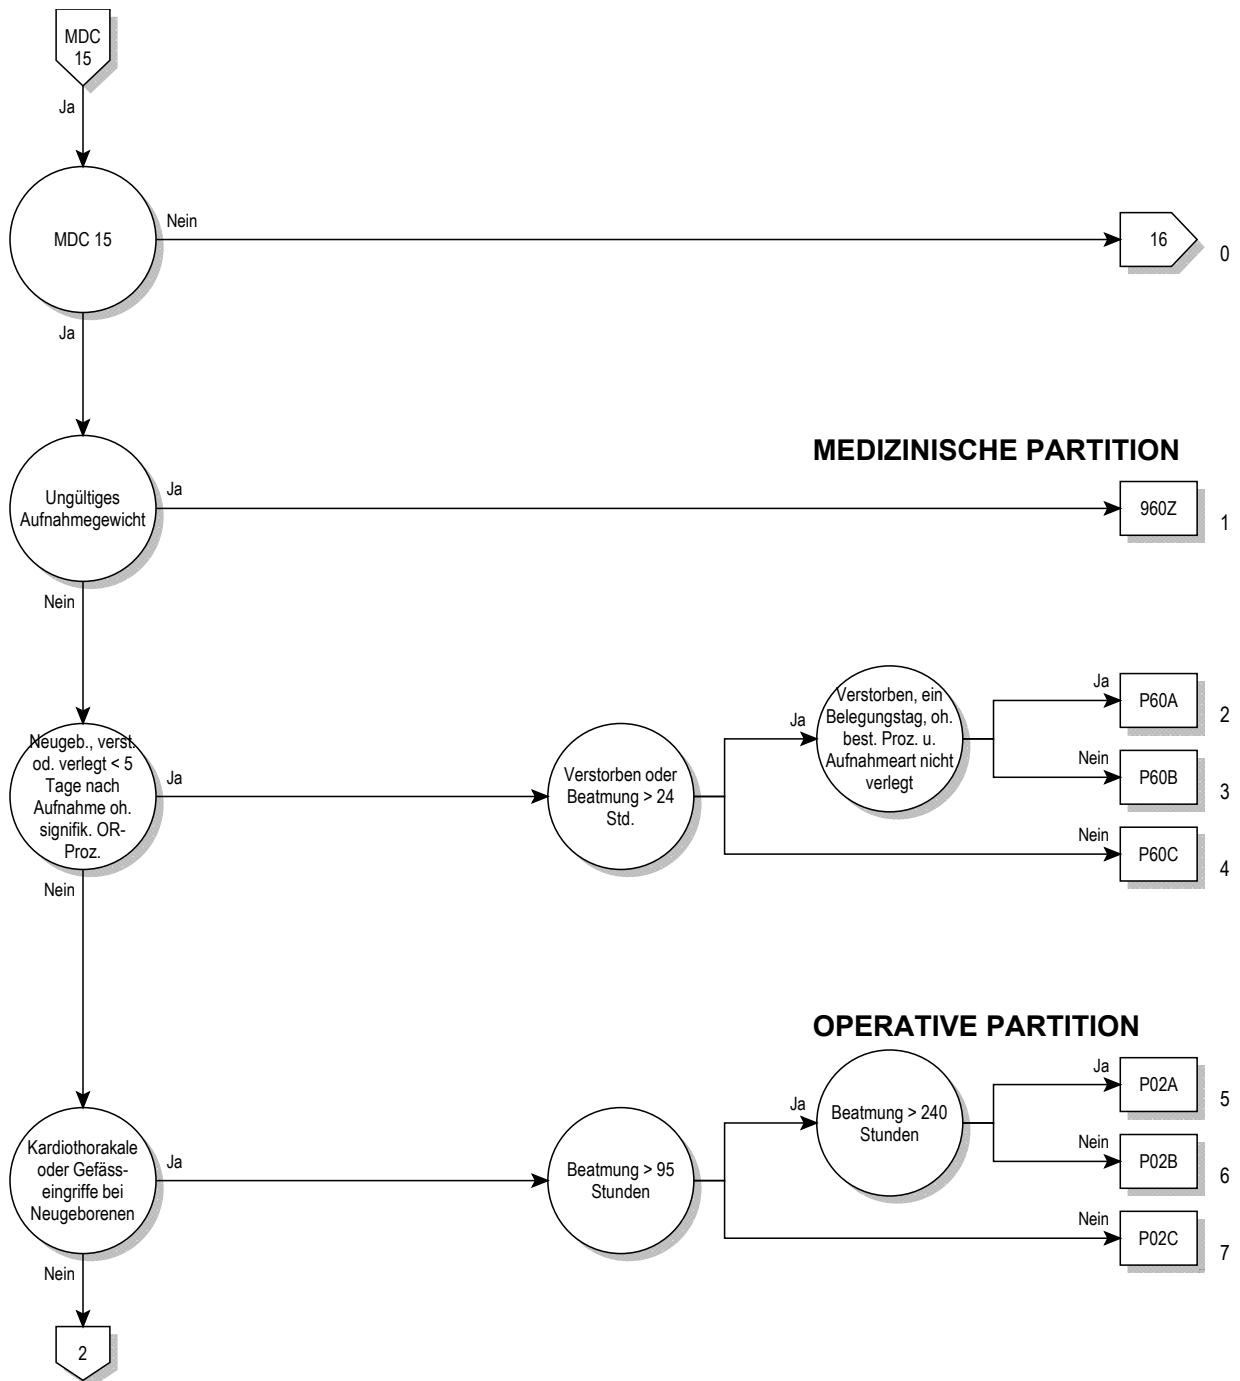 MDC
15
Ja
MDC 15
Nein
16
0
Ja
MEDIZINISCHE PARTITION
Ungültiges
Aufnahmegewicht
Ja
960Z
1
Nein
Neugeb., verst.
od. verlegt < 5
Tage nach
Aufnahme oh.
signifik. OR-
Proz.
Ja
Verstorben oder
Beatmung > 24
Std.
Ja
Verstorben, ein
Belegungstag, oh.
best. Proz. u.
Aufnahmeart nicht
verlegt
Ja
P60A
2
Nein
P60B
3
Nein
P60C
4
Nein
OPERATIVE PARTITION
Kardiothorakale
oder Gefäss-
eingriffe bei
Neugeborenen
Ja
Beatmung > 95
Stunden
Ja
Beatmung > 240
Stunden
Ja
P02A
5
Nein
P02B
6
Nein
P02C
7
Nein
2